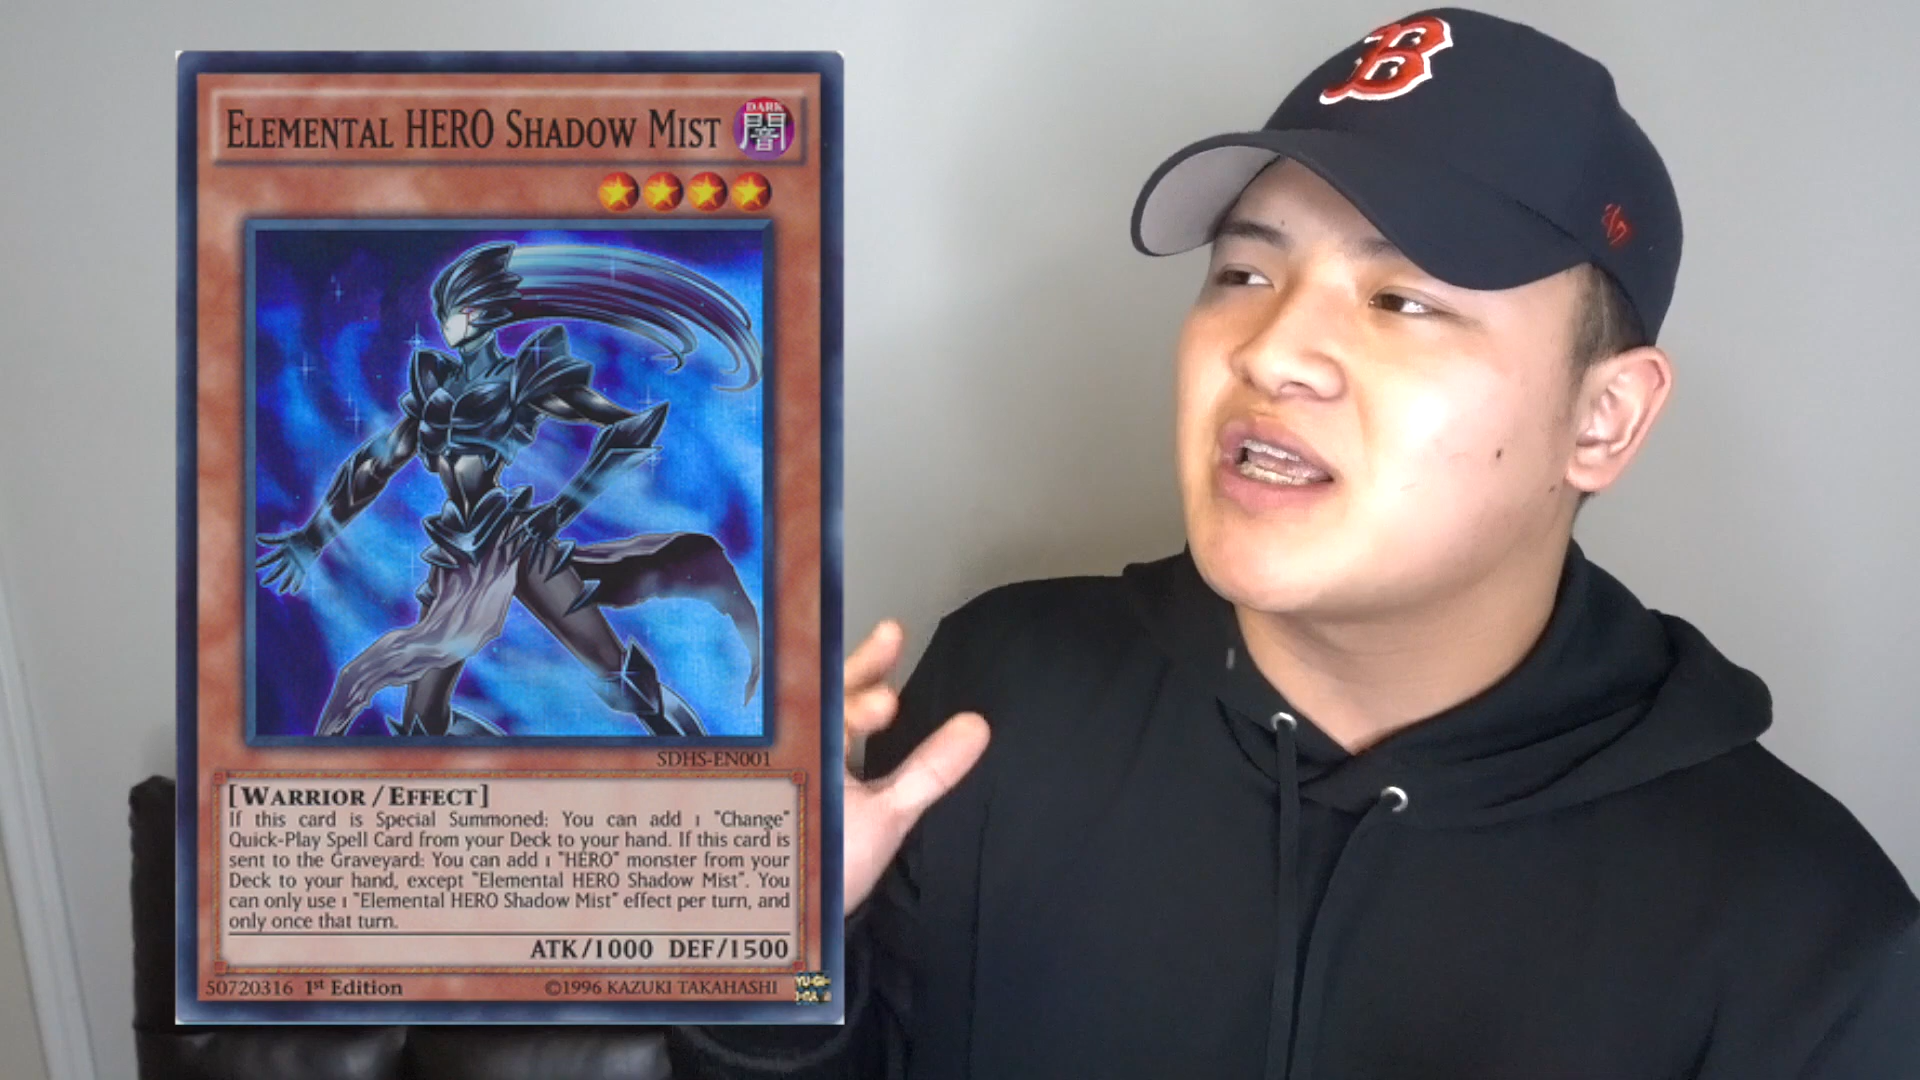 ELEMENTAL HERO SHADOW MIST
DARK
闇
SDHS-EN001
[WARRIOR/EFFECT]
If this card is Special Summoned: You can add 1 "Change"
Quick-Play Spell Card from your Deck to your hand. If this card is
sent to the Graveyard: You can add 1 "HERO" monster from your
Deck to your hand, except "Elemental HERO Shadow Mist". You
can only use 1 "Elemental HERO Shadow Mist" effect per turn, and
only once that turn.
ATK/1000 DEF/1500
50720316 1st Edition ©1996 KAZUKI TAKAHASHI
B